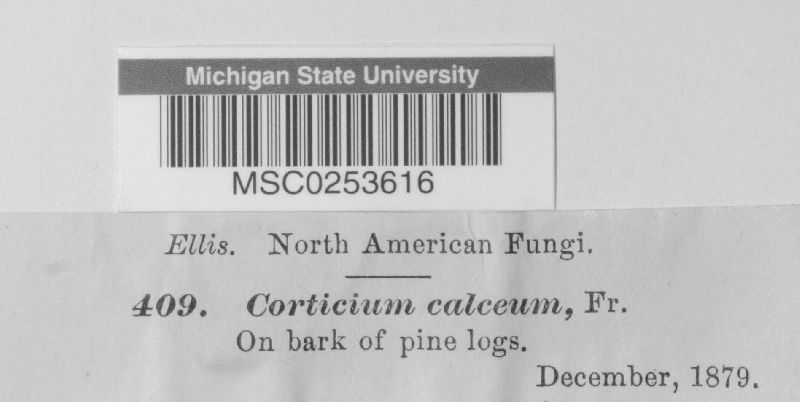 Michigan State University
MSC0253616
Ellis. North American Fungi.
409. Corticium calceum, Fr.
On bark of pine logs.
December, 1879.